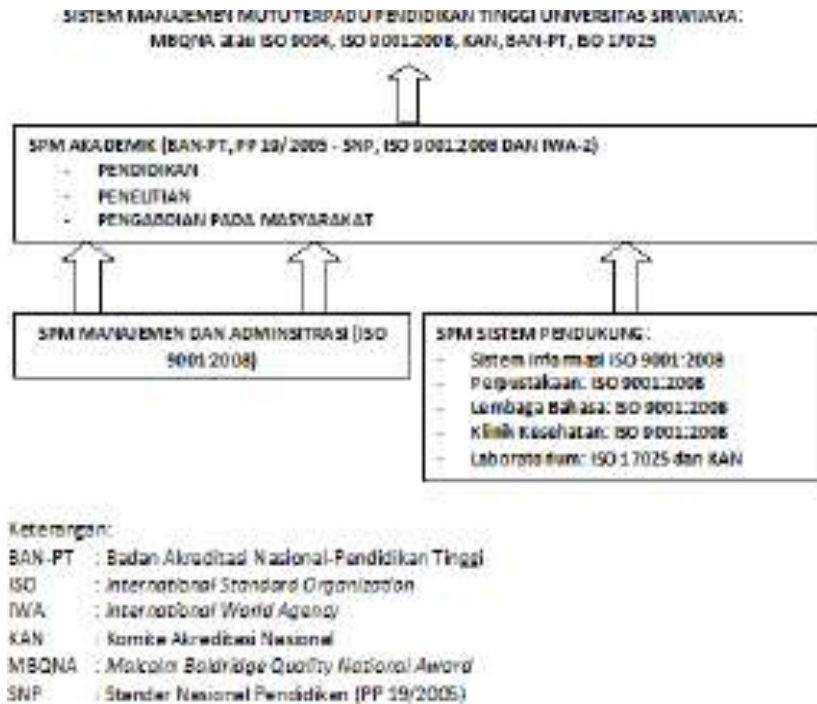 SISTEM MANAJEMEN MUTU TERPADU PENDIDIKAN TINGGI UNIVERSITAS SRIWIJAYA:
MBQNA atau ISO 9004, ISO 9001:2008, KAN, BAN-PT, ISO 17025
SPM AKADEMIK (BAN-PT, PP 19/2005 - SNP, ISO 9001:2008 DAN IWA-2)
- PENDIDIKAN
- PENELITIAN
- PENGABDIAN PADA MASYARAKAT
SPM MANAJEMEN DAN ADMINSITRASI (ISO
9001:2008)
SPM SISTEM PENDUKUNG:
- Sistem Informasi ISO 9001:2008
- Perpustakaan: ISO 9001:2008
- Lembaga Bahasa: ISO 9001:2008
- Klinik Kesehatan: ISO 9001:2008
- Laboratorium: ISO 17025 dan KAN
Keterangan:
BAN-PT : Badan Akreditasi Nasional-Pendidikan Tinggi
ISO : International Standard Organization
IWA : International World Agency
KAN : Komite Akreditasi Nasional
MBQNA : Malcolm Baldridge Quality National Award
SNP : Standar Nasional Pendidikan (PP 19/2005)